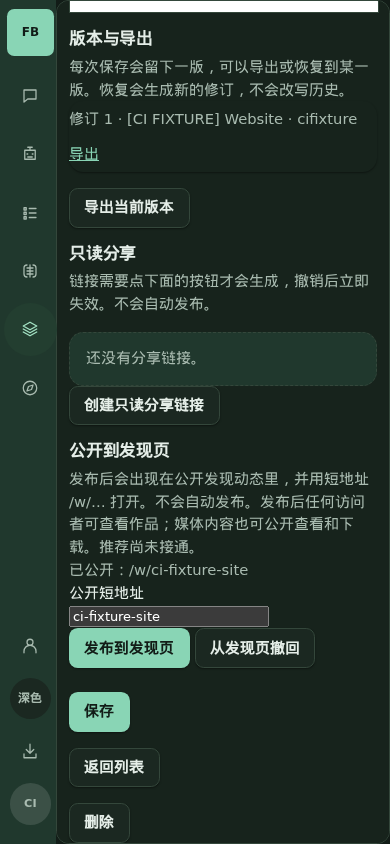 FB
版本与导出
每次保存会留下一版，可以导出或恢复到某一
版。恢复会生成新的修订，不会改写历史。
修订 1 · [CI FIXTURE] Website · cifixture
导出
导出当前版本
只读分享
链接需要点下面的按钮才会生成，撤销后立即
失效。不会自动发布。
还没有分享链接。
创建只读分享链接
公开到发现页
发布后会出现在公开发现动态里，并用短地址
/w/… 打开。不会自动发布。发布后任何访问
者可查看作品；媒体内容也可公开查看和下
载。推荐尚未接通。
已公开：/w/ci-fixture-site
公开短地址
ci-fixture-site
发布到发现页 从发现页撤回
保存
返回列表
删除
深色
CI